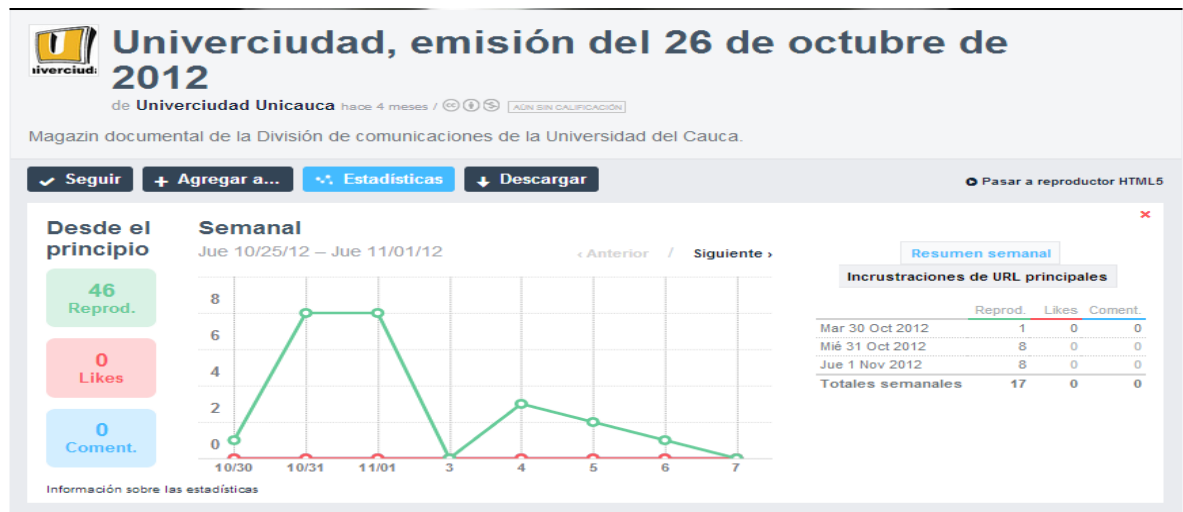 iverciuda
Univerciudad, emisión del 26 de octubre de
2012
de Univerciudad Unicauca hace 4 meses / AÚN SIN CALIFICACIÓN
Magazin documental de la División de comunicaciones de la Universidad del Cauca.
Seguir + Agregar a... Estadísticas Descargar
Pasar a reproductor HTML5
Desde el
principio
46
Reprod.
0
Likes
0
Coment.
Información sobre las estadísticas
Semanal
Jue 10/25/12 – Jue 11/01/12 ‹ Anterior / Siguiente ›
8
6
4
2
0
10/30 10/31 11/01 3 4 5 6 7
×
Resumen semanal
Incrustraciones de URL principales
Reprod. Likes Coment.
Mar 30 Oct 2012 1 0 0
Mié 31 Oct 2012 8 0 0
Jue 1 Nov 2012 8 0 0
Totales semanales 17 0 0